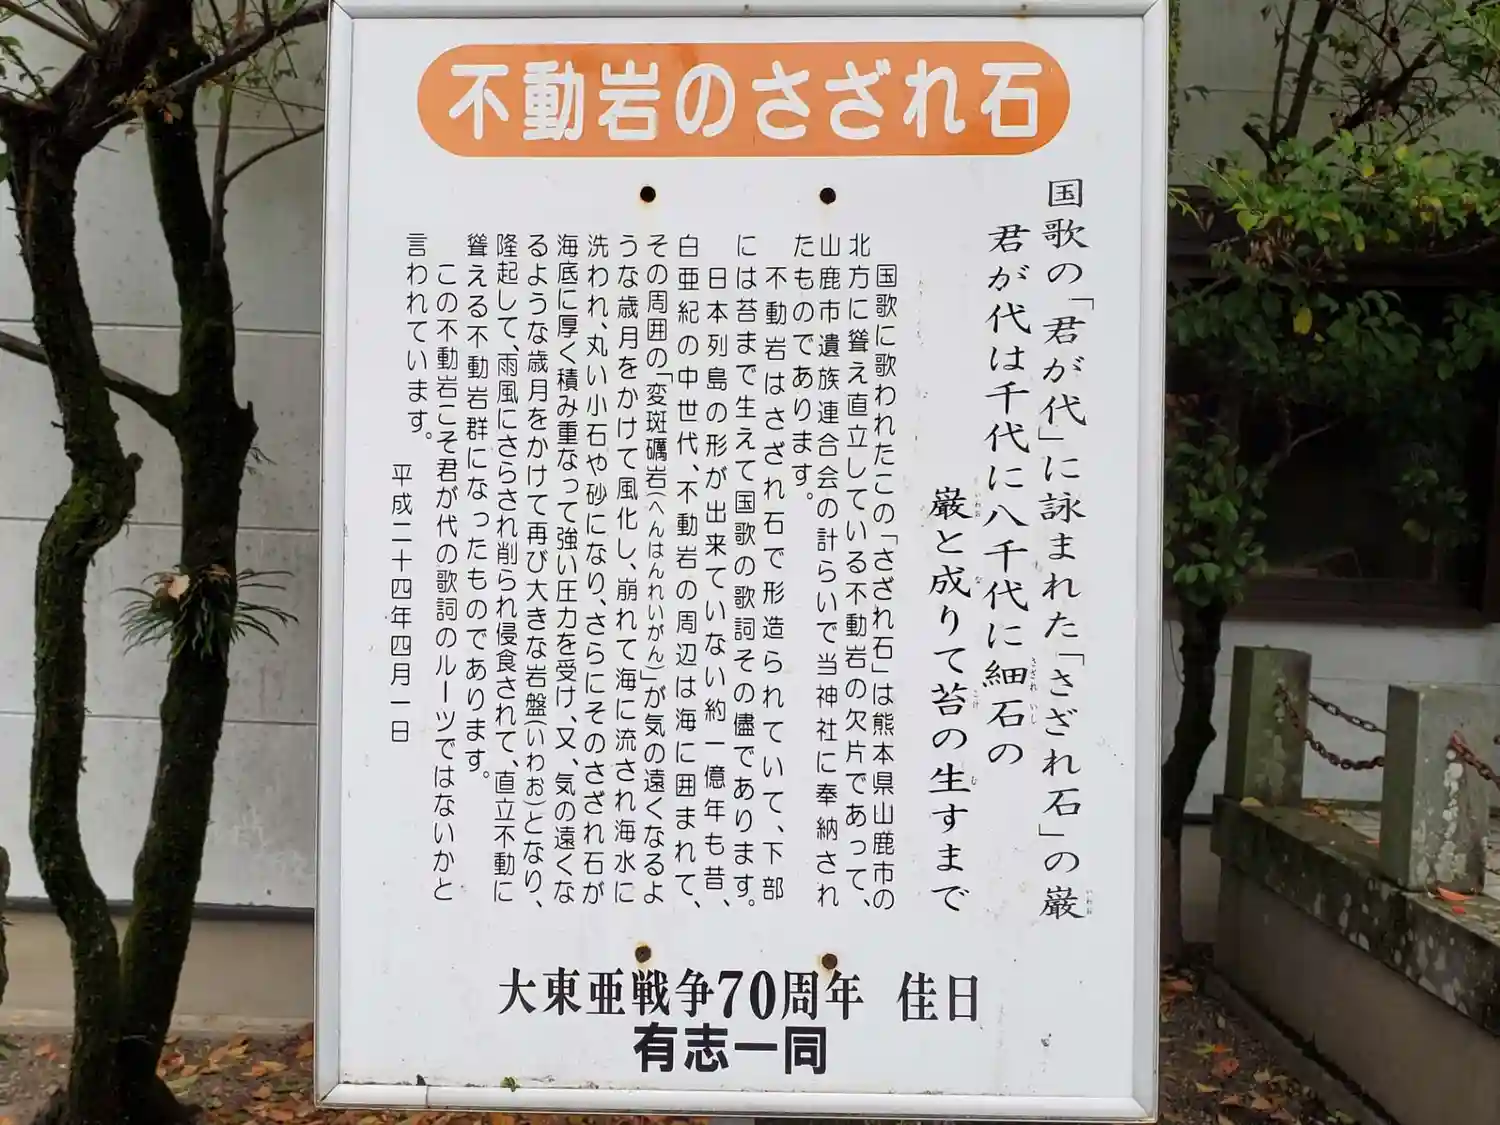 不動岩のさざれ石
国歌の「君が代」に詠まれた「さざれ石」の巌
君が代は千代に八千代に細石の
巌と成りて苔の生すまで
国歌に歌われたこの「さざれ石」は熊本県山鹿市の
北方に聳え直立している不動岩の欠片であって、
山鹿市遺族連合会の計らいで当神社に奉納され
たものであります。
不動岩はさざれ石で形造られていて、下部
には苔まで生えて国歌の歌詞その儘であります。
日本列島の形が出来ていない約一億年も昔、
白亜紀の中世代、不動岩の周辺は海に囲まれて、
その周囲の「変斑礪岩(へんはんれいがん)」が気の遠くなるよ
うな歳月をかけて風化し、崩れて海に流され海水に
洗われ、丸い小石や砂になり、さらにそのさざれ石が
海底に厚く積み重なって強い圧力を受け、又、気の遠くな
るような歳月をかけて再び大きな岩盤(いわお)となり、
隆起して、雨風にさらされ削られ侵食されて、直立不動に
聳える不動岩群になったものであります。
この不動岩こそ君が代の歌詞のルーツではないかと
言われています。
平成二十四年四月一日
大東亜戦争70周年 佳日
有志一同